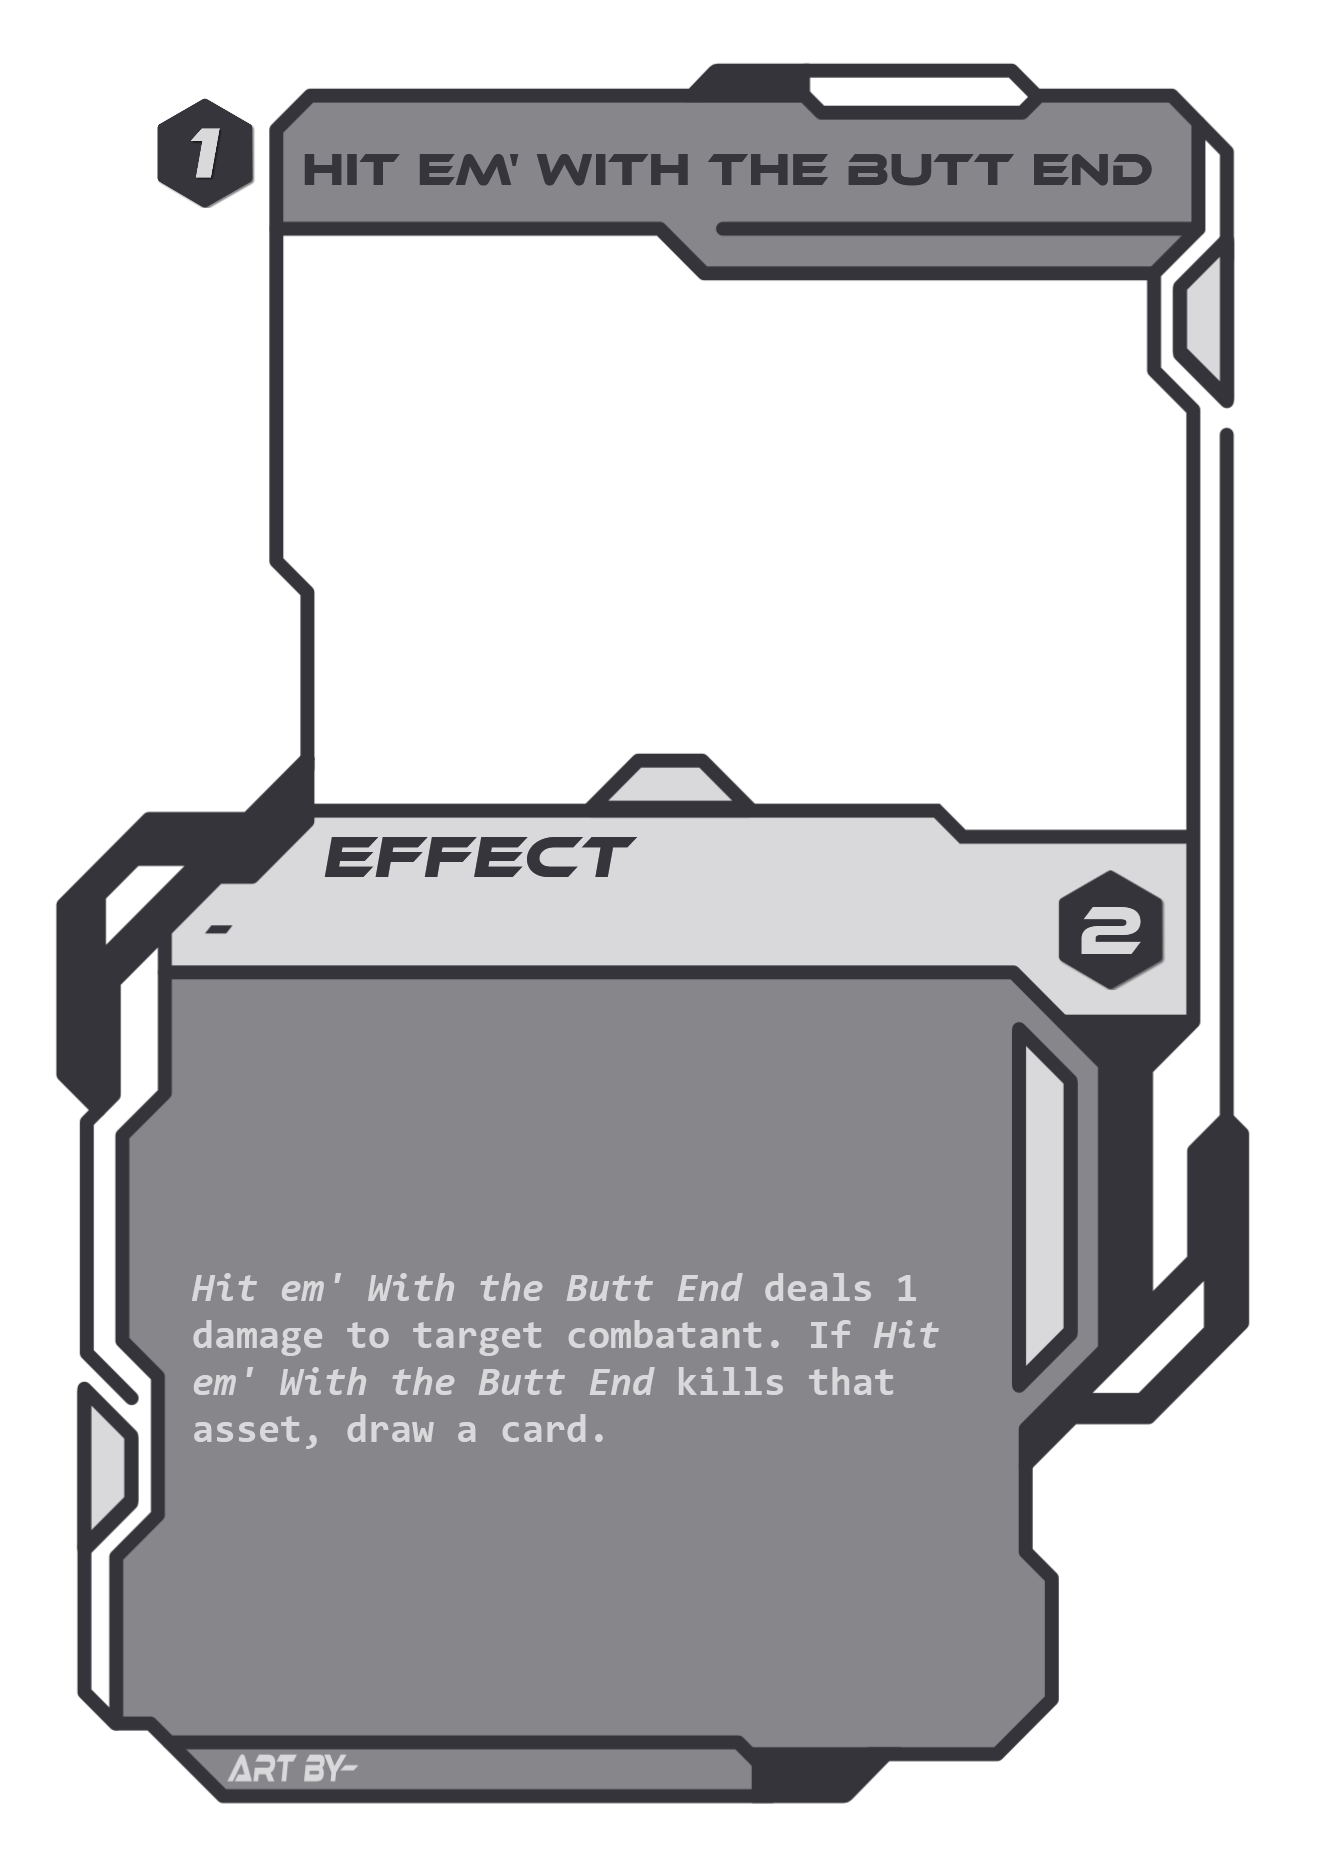 1
HIT EM' WITH THE BUTT END
EFFECT
-
2
Hit em' With the Butt End deals 1
damage to target combatant. If Hit
em' With the Butt End kills that
asset, draw a card.
ART BY-